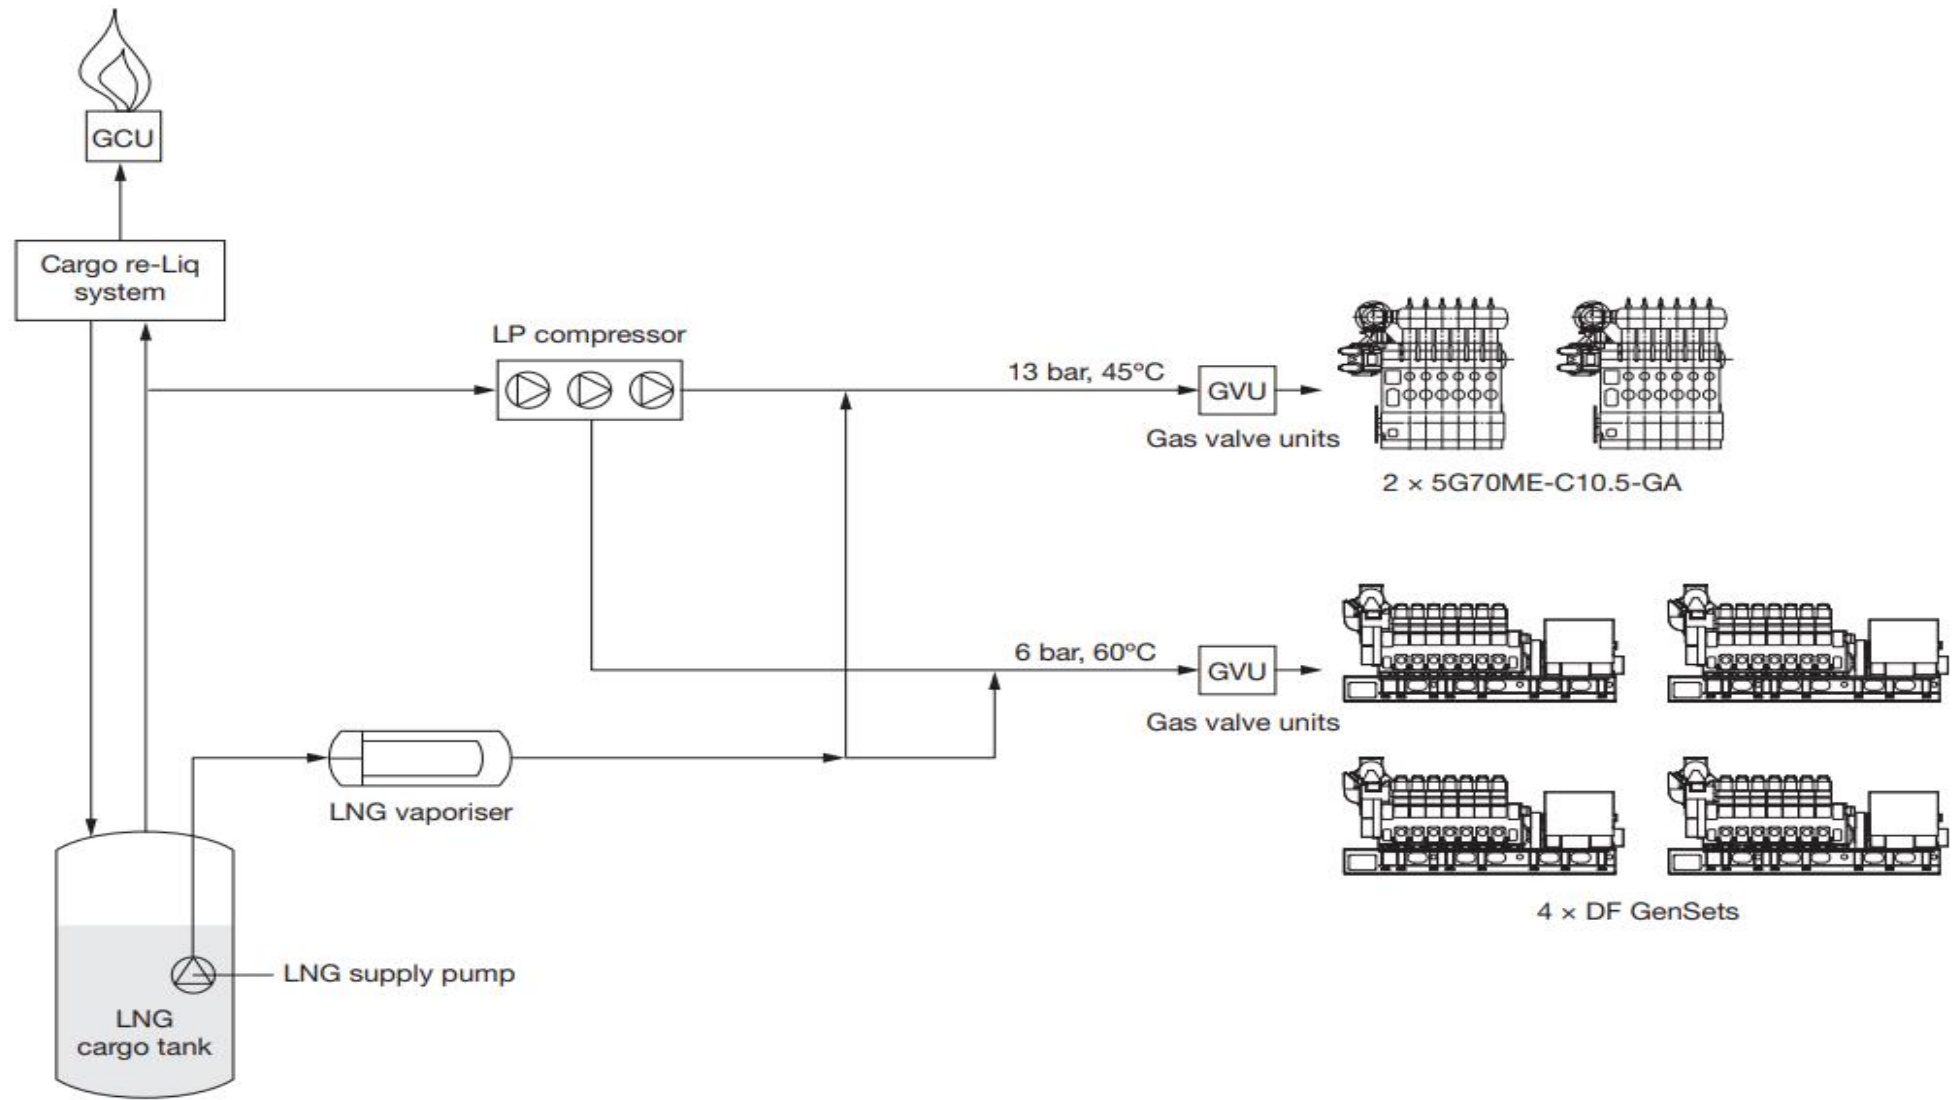 GCU
Cargo re-Liq
system
LP compressor
13 bar, 45°C
GVU
Gas valve units
2 × 5G70ME-C10.5-GA
6 bar, 60°C
GVU
Gas valve units
LNG vaporiser
4 × DF GenSets
LNG supply pump
LNG
cargo tank